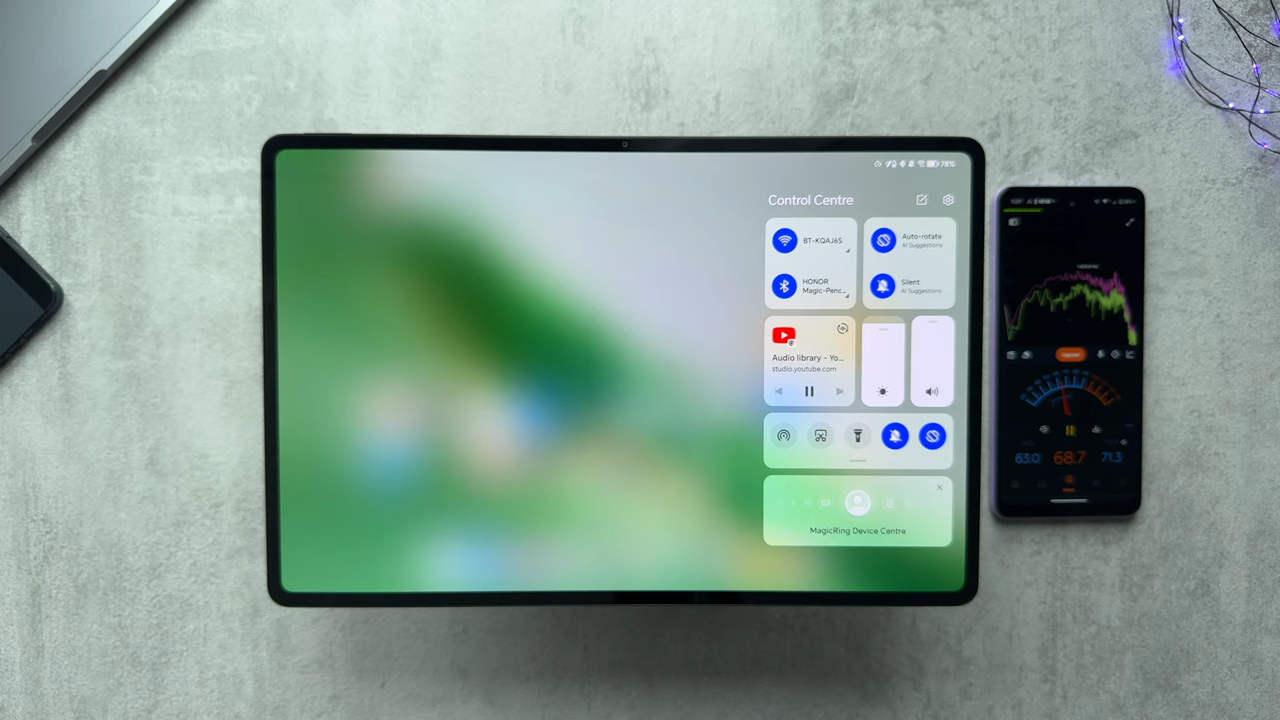 78%
Control Centre
BT-KQAJ6S
Auto-rotate
AI Suggestions
HONOR
Magic-Penc...
Silent
AI Suggestions
Audio library – Yo...
studio.youtube.com
MagicRing Device Centre
63.0 68.7 71.3